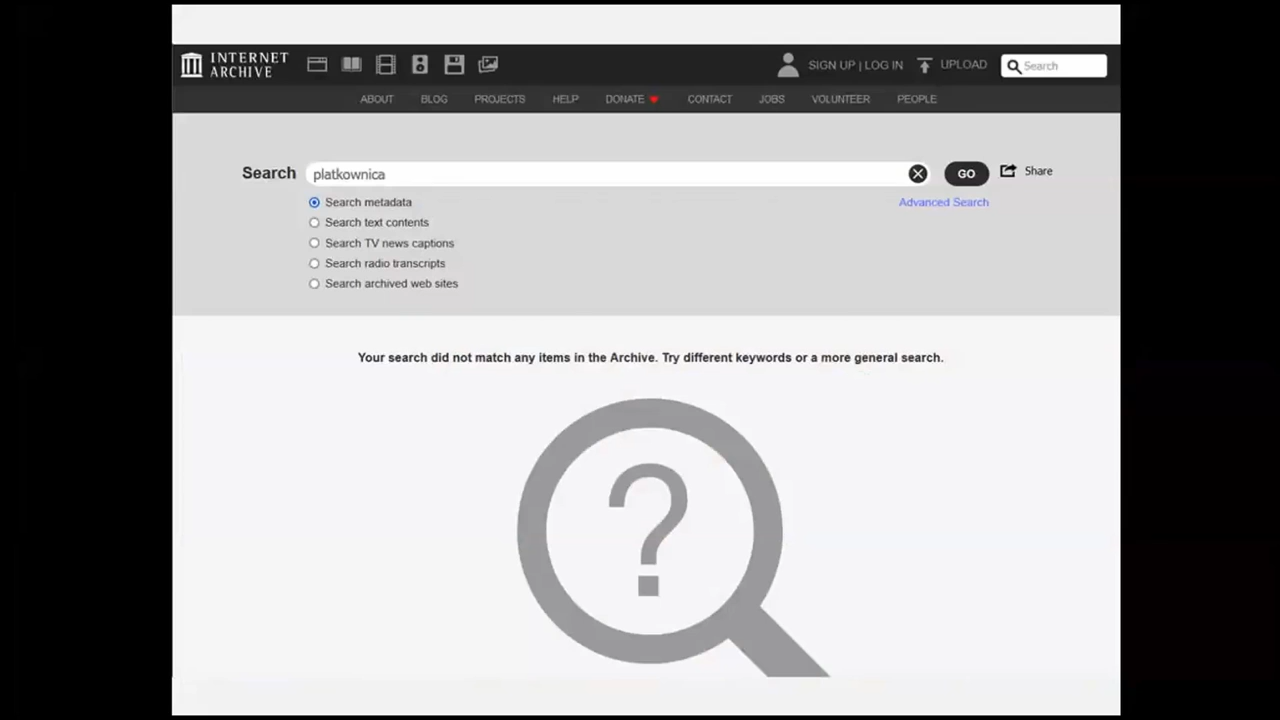 INTERNET ARCHIVE
SIGN UP | LOG IN
UPLOAD
Search
ABOUT
BLOG
PROJECTS
HELP
DONATE
CONTACT
JOBS
VOLUNTEER
PEOPLE
Search
platkownica
GO
Share
Search metadata
Advanced Search
Search text contents
Search TV news captions
Search radio transcripts
Search archived web sites
Your search did not match any items in the Archive. Try different keywords or a more general search.
?